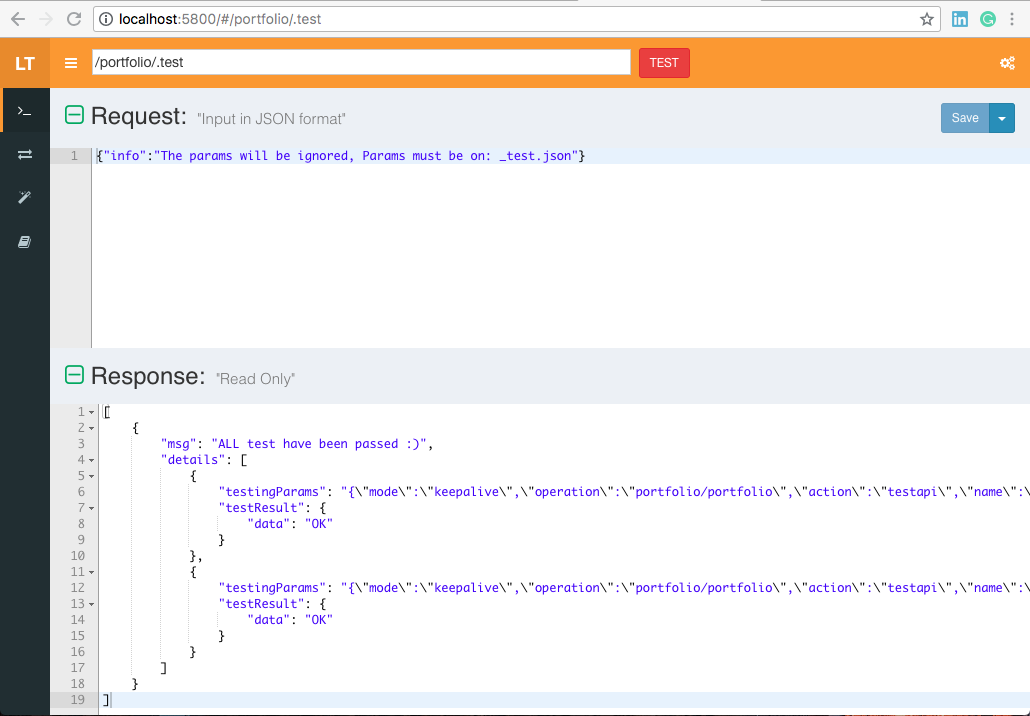 localhost:5800/#/portfolio/.test
in
G
LT
/portfolio/.test
TEST
Request: "Input in JSON format"
Save
1 {"info":"The params will be ignored, Params must be on: _test.json"}
Response: "Read Only"
1 [
2 {
3 "msg": "ALL test have been passed :)",
4 "details": [
5 {
6 "testingParams": "{\"mode\":\"keepalive\",\"operation\":\"portfolio/portfolio\",\"action\":\"testapi\",\"name\":\
7 "testResult": {
8 "data": "OK"
9 }
10 },
11 {
12 "testingParams": "{\"mode\":\"keepalive\",\"operation\":\"portfolio/portfolio\",\"action\":\"testapi\",\"name\":\
13 "testResult": {
14 "data": "OK"
15 }
16 }
17 ]
18 }
19 ]